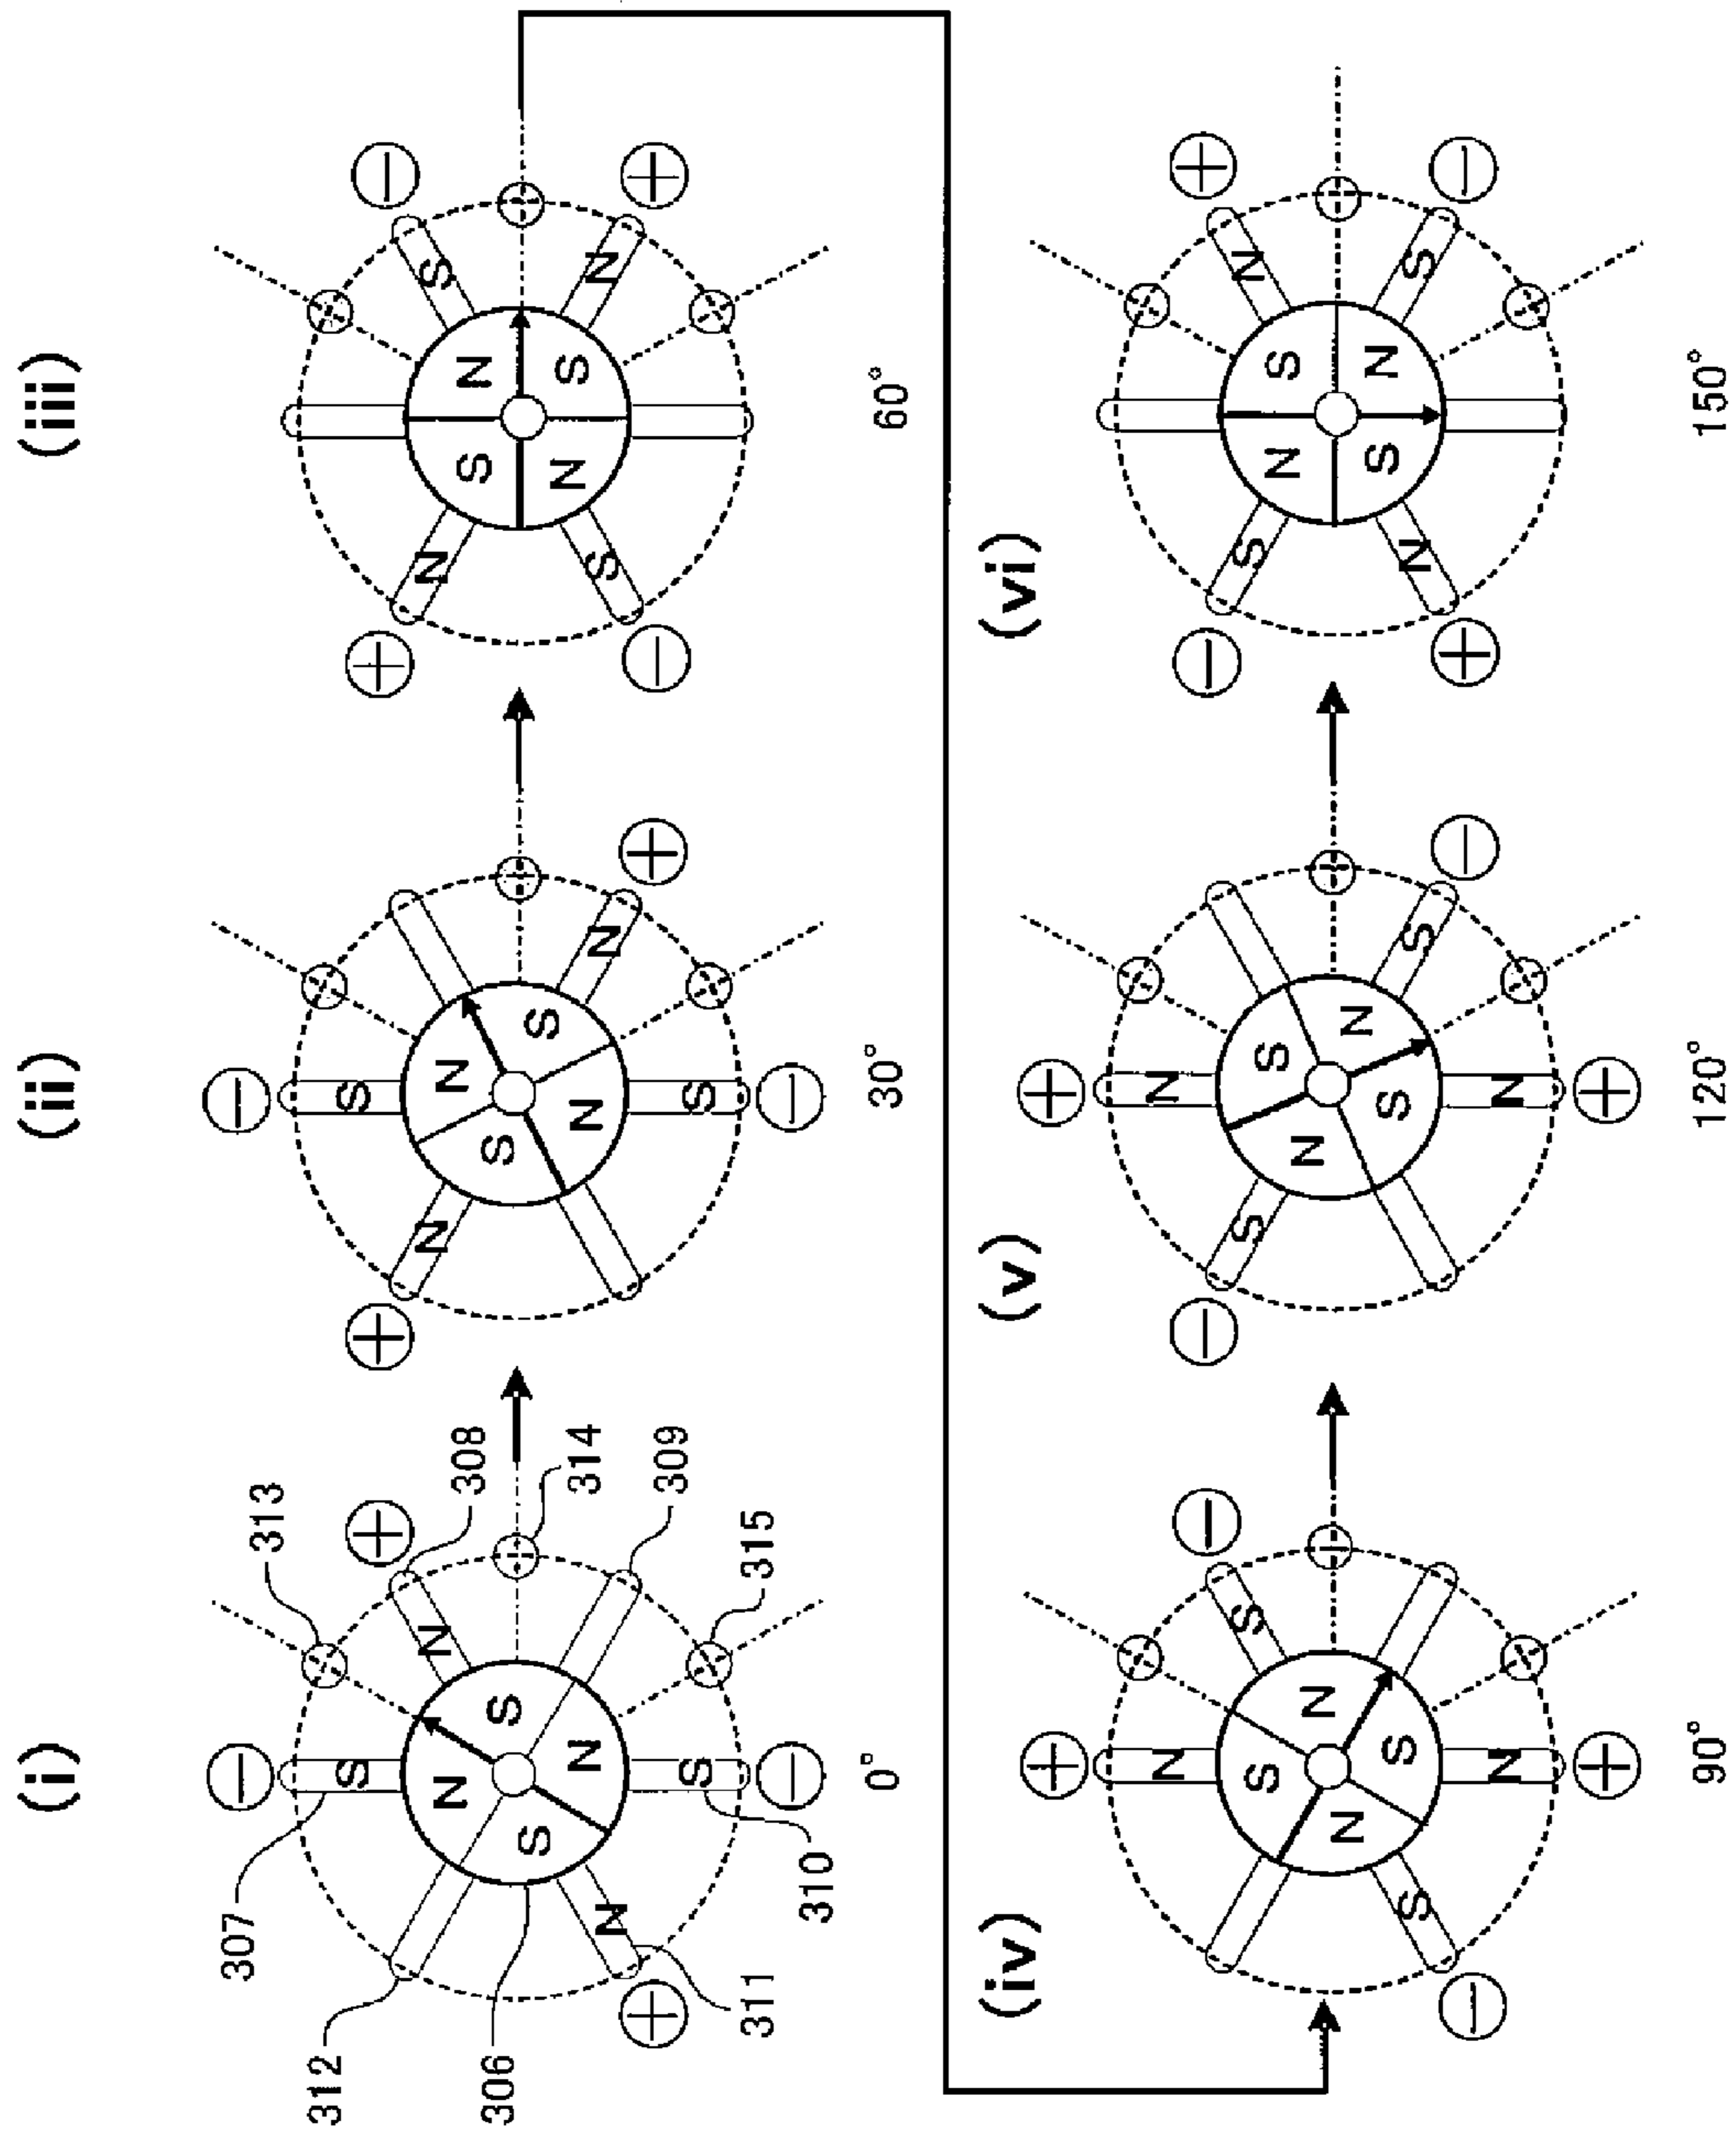 (i)
−
307
313
312
S
+
N
N
308
306
S
S
314
N
N
+
309
S
311
315
−
310
0°
(ii)
−
S
+
N
N
S
S
N
N
+
S
−
30°
(iii)
+
−
N
S
S
N
N
S
S
N
−
+
60°
(iv)
+
N
−
S
S
N
N
S
S
−
N
+
90°
(v)
+
N
−
S
S
N
N
S
S
−
N
+
120°
(vi)
−
+
S
N
N
S
S
N
N
S
+
−
150°